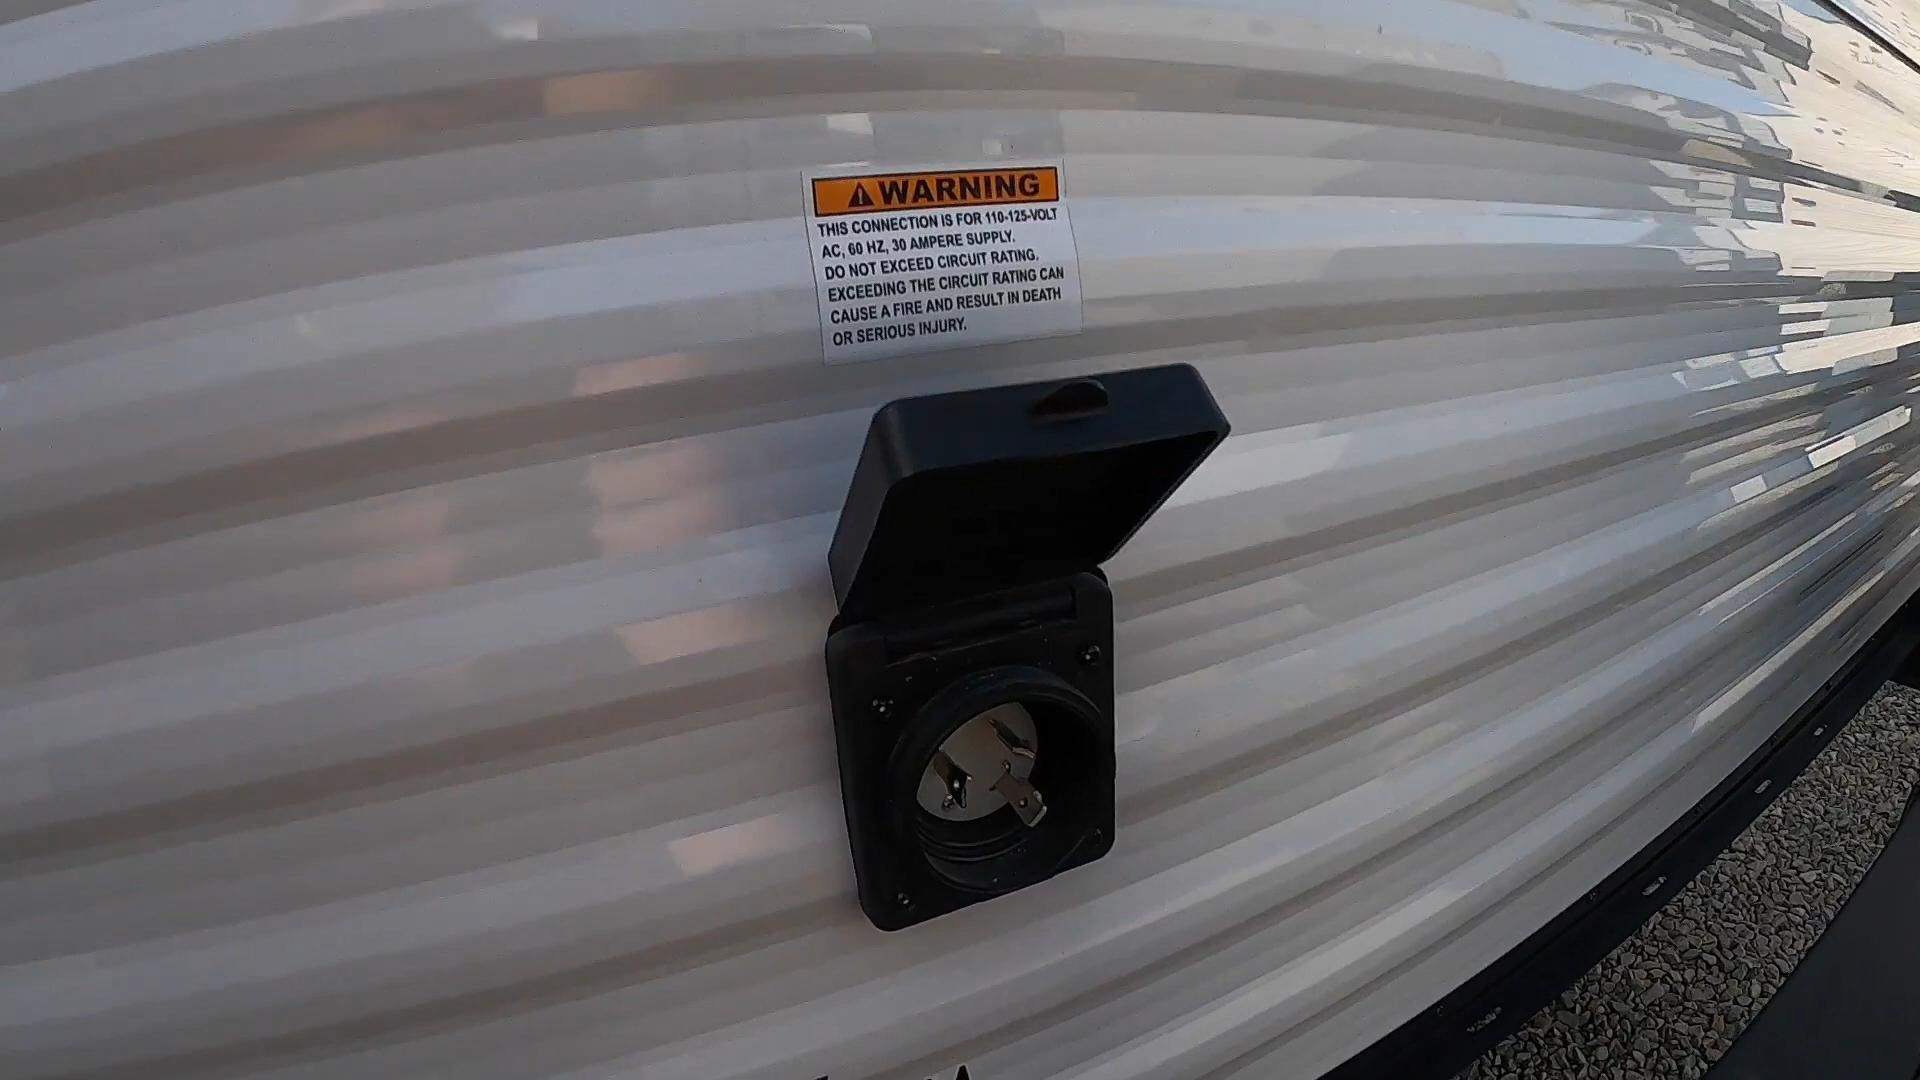 WARNING
THIS CONNECTION IS FOR 110-125-VOLT
AC, 60 HZ, 30 AMPERE SUPPLY.
DO NOT EXCEED CIRCUIT RATING.
EXCEEDING THE CIRCUIT RATING CAN
CAUSE A FIRE AND RESULT IN DEATH
OR SERIOUS INJURY.